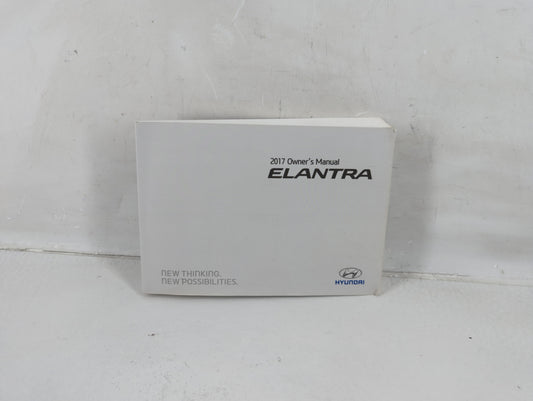 2017 Owner's Manual
ELANTRA
NEW THINKING.
NEW POSSIBILITIES.
HYUNDAI